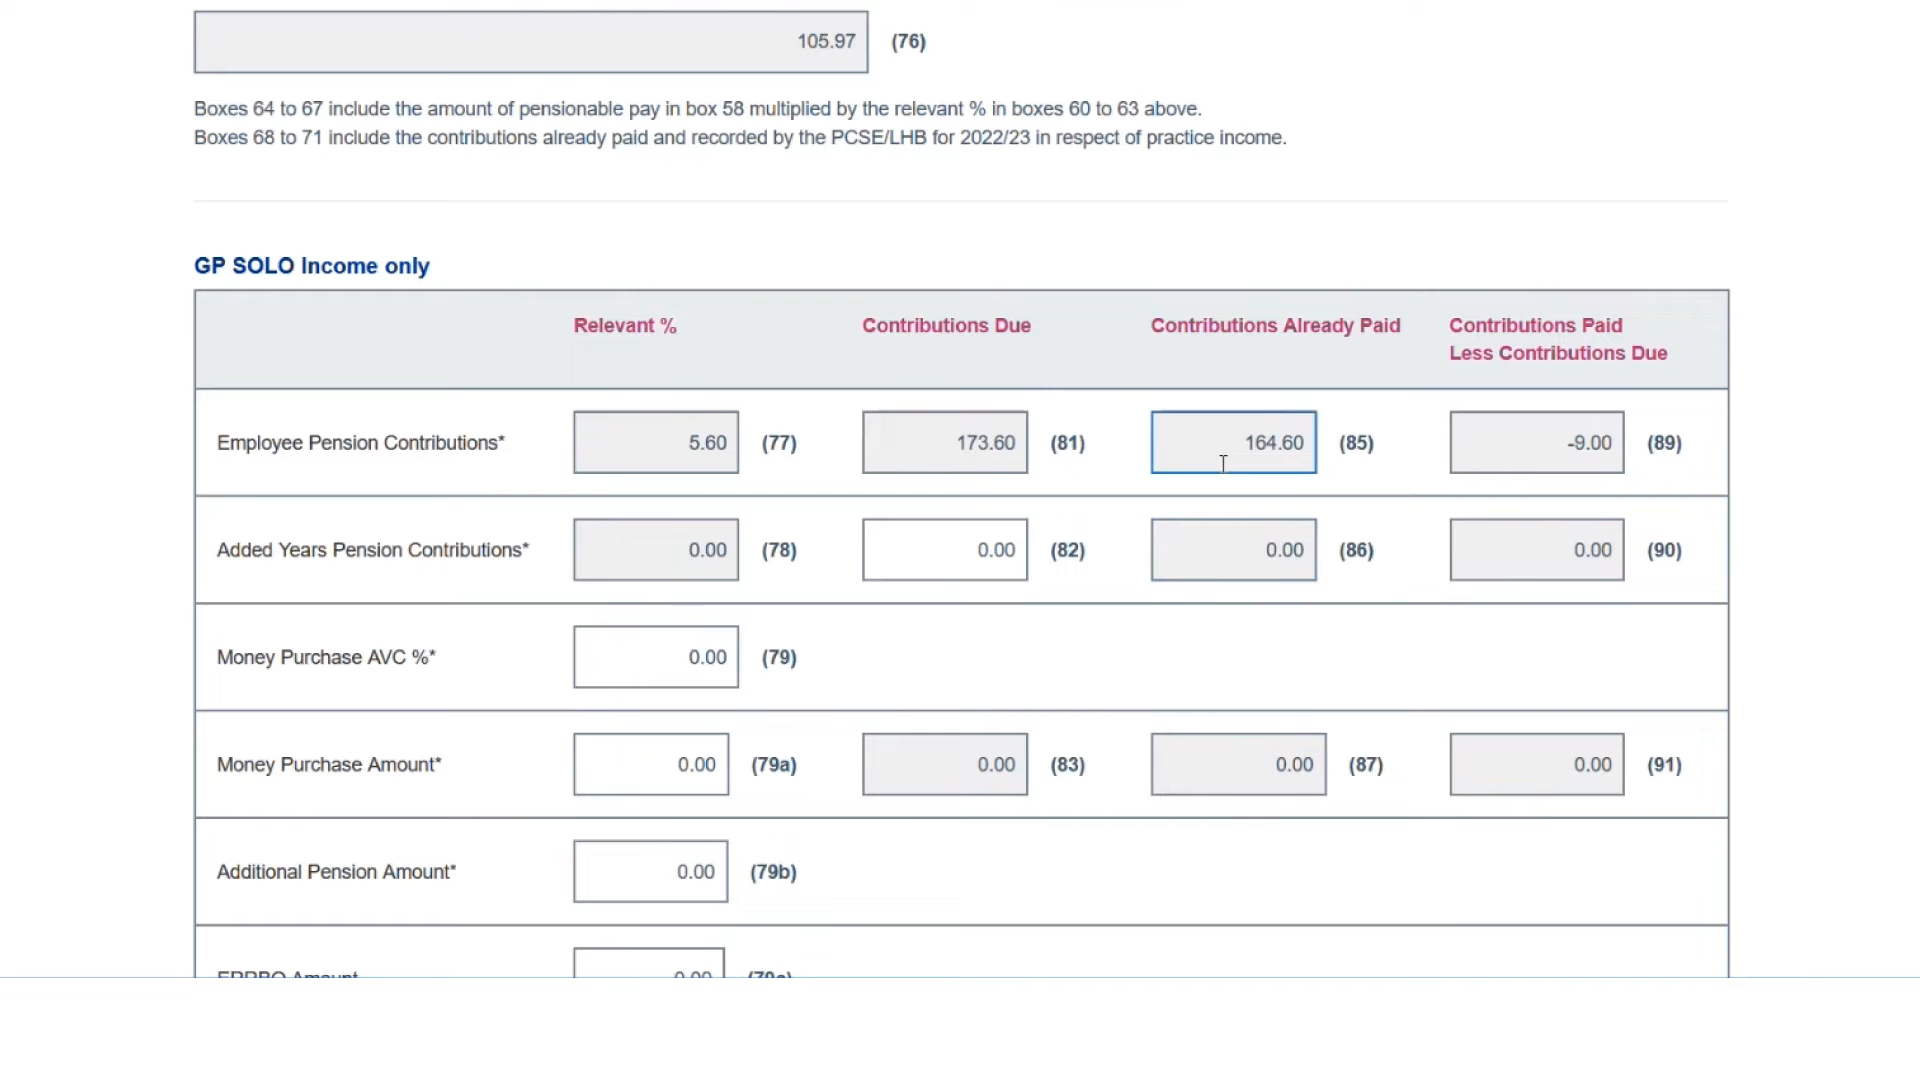 105.97 (76)
Boxes 64 to 67 include the amount of pensionable pay in box 58 multiplied by the relevant % in boxes 60 to 63 above.
Boxes 68 to 71 include the contributions already paid and recorded by the PCSE/LHB for 2022/23 in respect of practice income.
GP SOLO Income only
Relevant % Contributions Due Contributions Already Paid Contributions Paid
Less Contributions Due
Employee Pension Contributions* 5.60 (77) 173.60 (81) 164.60 (85) -9.00 (89)
Added Years Pension Contributions* 0.00 (78) 0.00 (82) 0.00 (86) 0.00 (90)
Money Purchase AVC %* 0.00 (79)
Money Purchase Amount* 0.00 (79a) 0.00 (83) 0.00 (87) 0.00 (91)
Additional Pension Amount* 0.00 (79b)
ERRBO Amount 0.00 (79c)